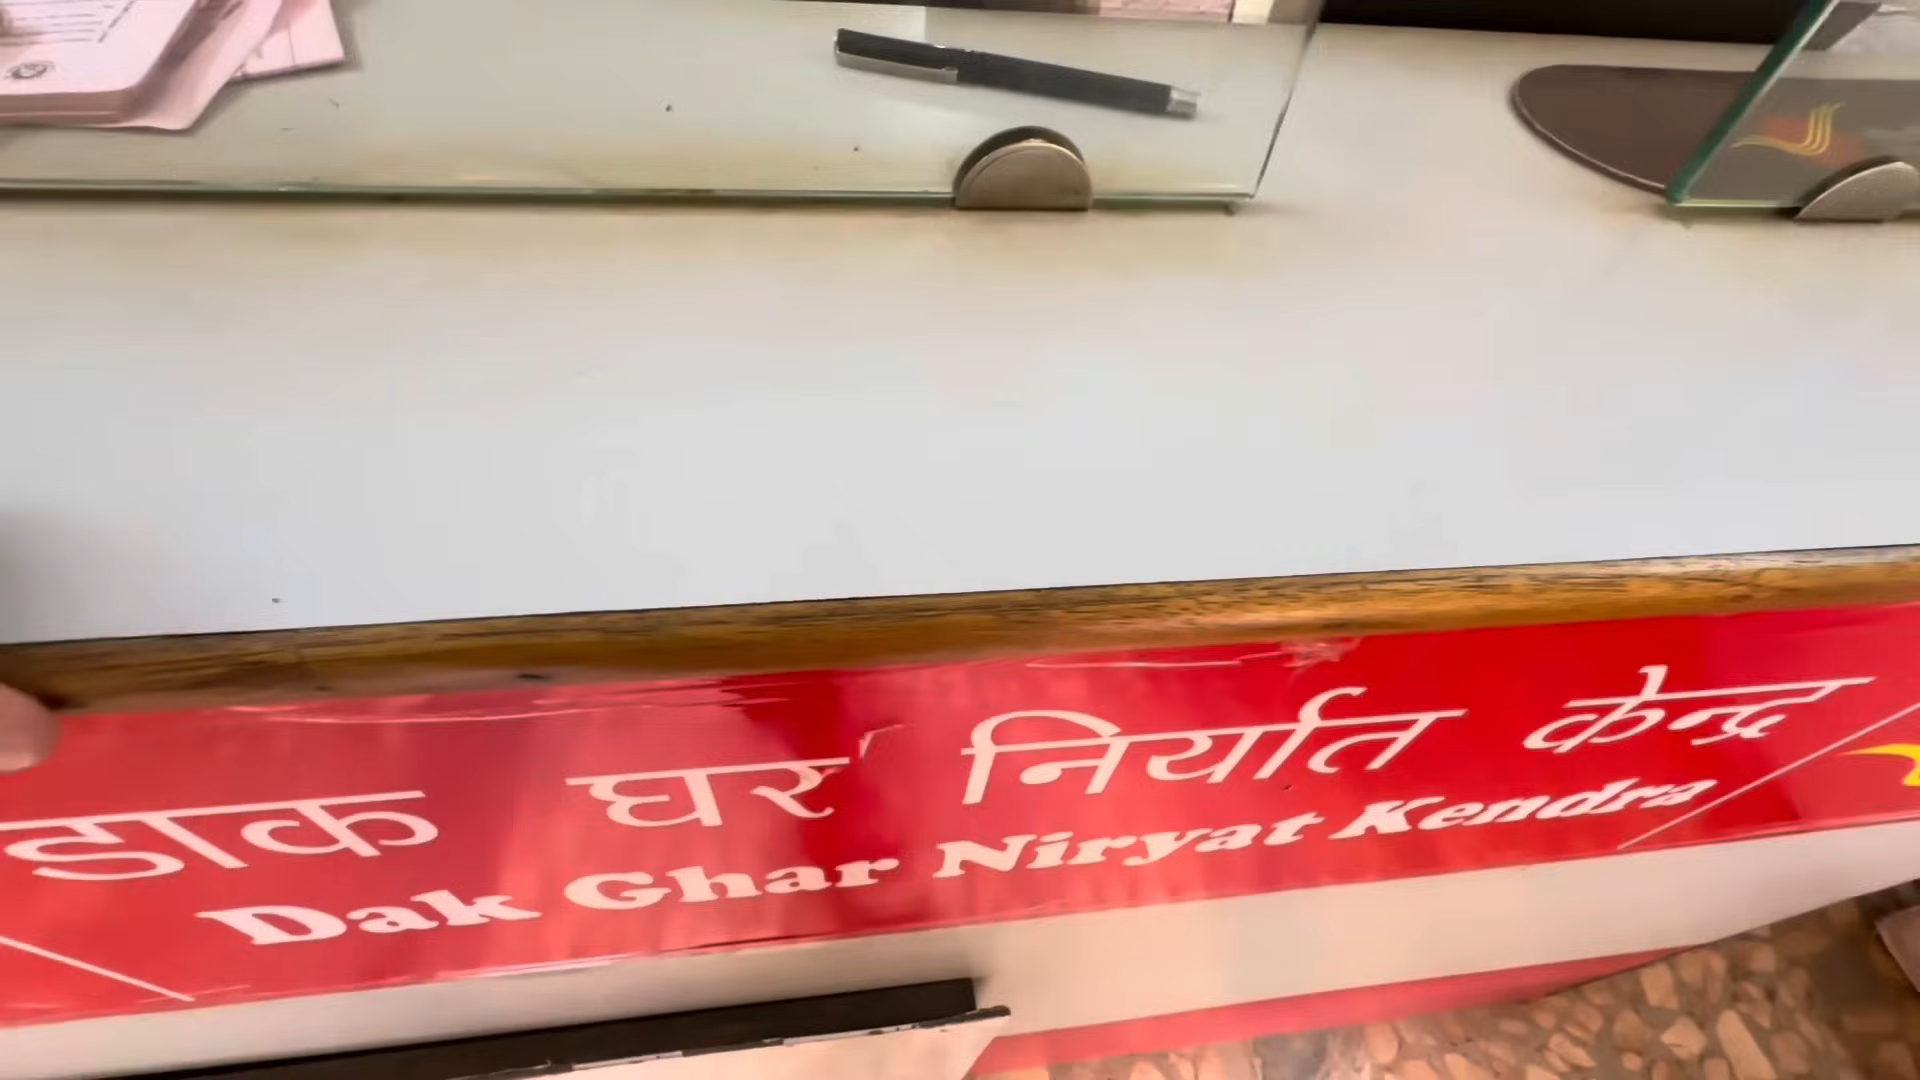 डाक घर निर्यात केन्द्र
Dak Ghar Niryat Kendra